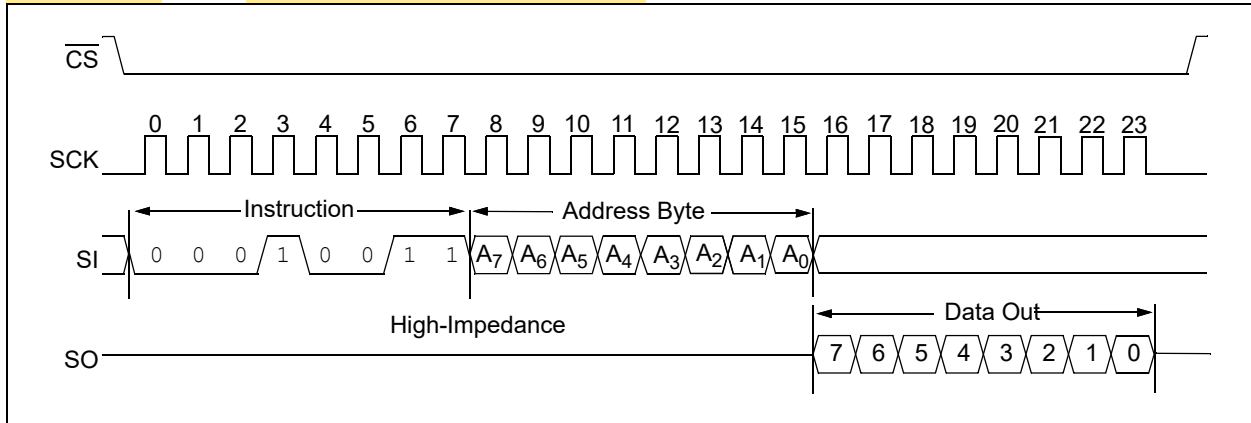 CS
0 1 2 3 4 5 6 7 8 9 10 11 12 13 14 15 16 17 18 19 20 21 22 23
SCK
Instruction Address Byte
SI 0 0 0 1 0 0 1 1 A7 A6 A5 A4 A3 A2 A1 A0
High-Impedance Data Out
SO 7 6 5 4 3 2 1 0